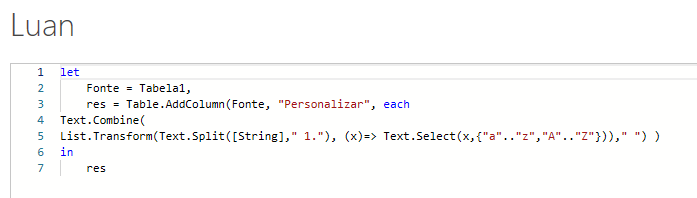 Luan
1 let
2 Fonte = Tabela1,
3 res = Table.AddColumn(Fonte, "Personalizar", each
4 Text.Combine(
5 List.Transform(Text.Split([String]," 1."), (x)=> Text.Select(x,{"a".."z","A".."Z"}))," ") )
6 in
7 res